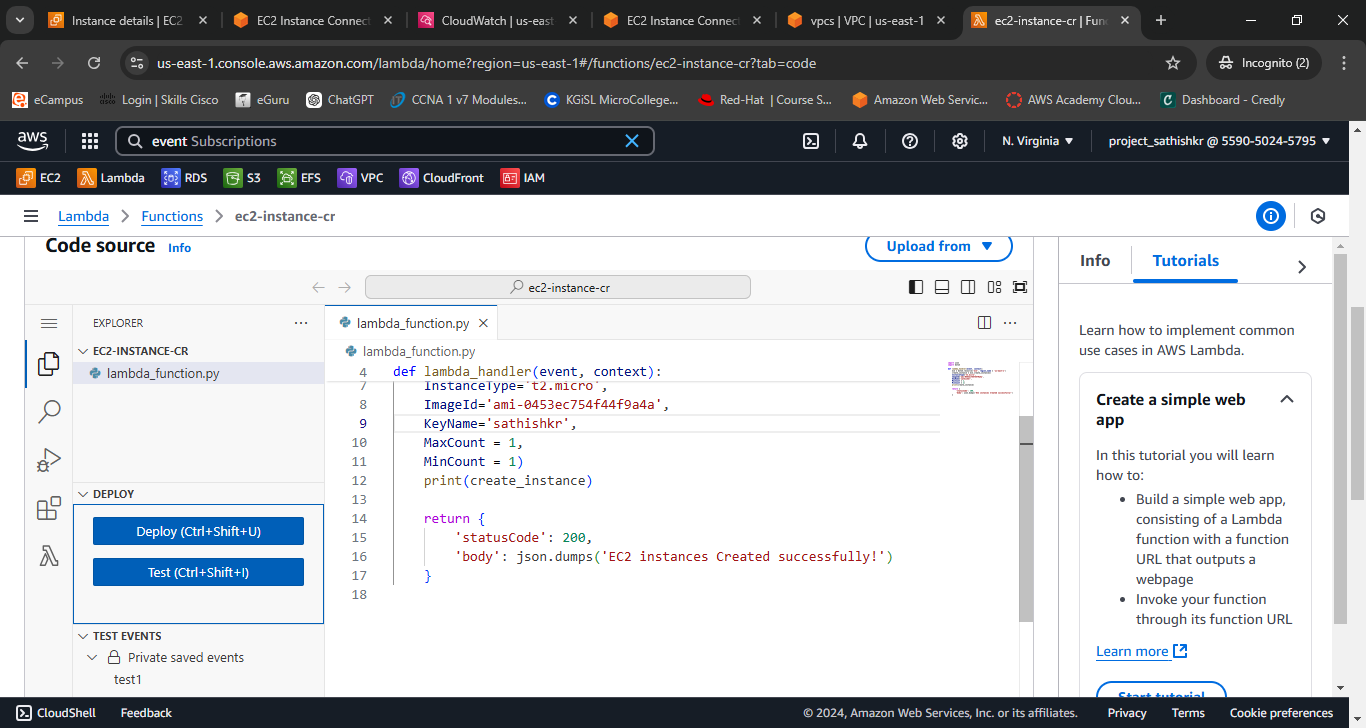 Instance details | EC2
EC2 Instance Connect
CloudWatch | us-east
EC2 Instance Connect
vpcs | VPC | us-east-1
ec2-instance-cr | Fun
us-east-1.console.aws.amazon.com/lambda/home?region=us-east-1#/functions/ec2-instance-cr?tab=code
Incognito (2)
eCampus
Login | Skills Cisco
eGuru
ChatGPT
CCNA 1 v7 Modules...
KGiSL MicroCollege...
Red-Hat | Course S...
Amazon Web Servic...
AWS Academy Clou...
Dashboard - Credly
aws
event Subscriptions
N. Virginia
project_sathishkr @ 5590-5024-5795
EC2
Lambda
RDS
S3
EFS
VPC
CloudFront
IAM
Lambda
Functions
ec2-instance-cr
Code source
Info
Upload from
ec2-instance-cr
EXPLORER
EC2-INSTANCE-CR
lambda_function.py
DEPLOY
Deploy (Ctrl+Shift+U)
Test (Ctrl+Shift+I)
TEST EVENTS
Private saved events
test1
lambda_function.py
lambda_function.py
4 def lambda_handler(event, context):
7 InstanceType='t2.micro',
8 ImageId='ami-0453ec754f44f9a4a',
9 KeyName='sathishkr',
10 MaxCount = 1,
11 MinCount = 1)
12 print(create_instance)
13
14 return {
15 'statusCode': 200,
16 'body': json.dumps('EC2 instances Created successfully!')
17 }
18
Info
Tutorials
Learn how to implement common
use cases in AWS Lambda.
Create a simple web
app
In this tutorial you will learn
how to:
• Build a simple web app,
consisting of a Lambda
function with a function
URL that outputs a
webpage
• Invoke your function
through its function URL
Learn more
Start tutorial
CloudShell
Feedback
© 2024, Amazon Web Services, Inc. or its affiliates.
Privacy
Terms
Cookie preferences